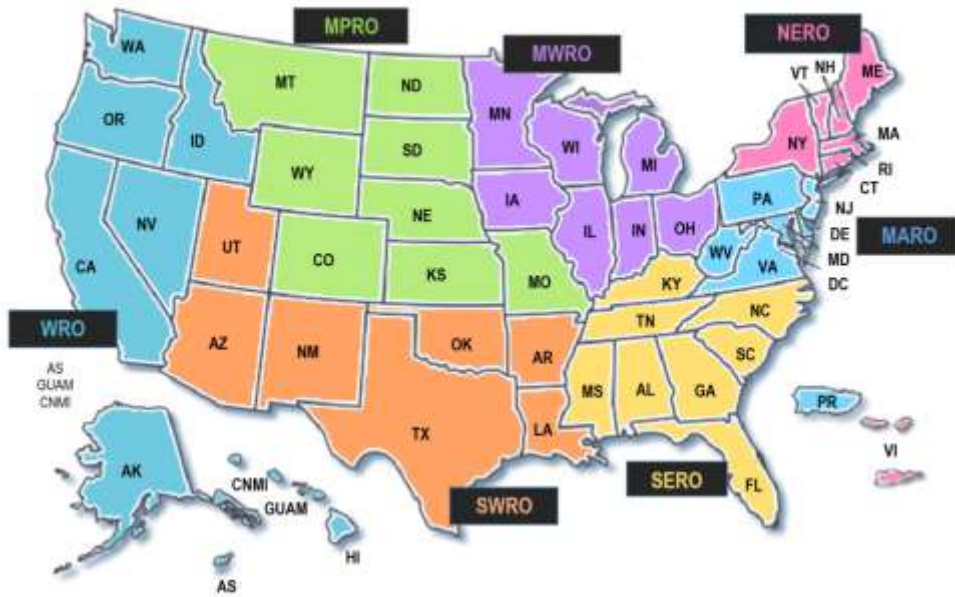 MPRO
MWRO
NERO
WA
MT
ND
MN
VT
NH
ME
OR
ID
SD
WI
MI
NY
MA
RI
CT
WY
IA
PA
NE
NJ
NV
UT
CO
IL
IN
OH
DE
MARO
CA
KS
MO
WV
VA
MD
DC
KY
WRO
AZ
NM
OK
AR
TN
NC
SC
AS
GUAM
CNMI
MS
AL
GA
PR
TX
LA
VI
AK
CNMI
GUAM
SWRO
SERO
FL
HI
AS